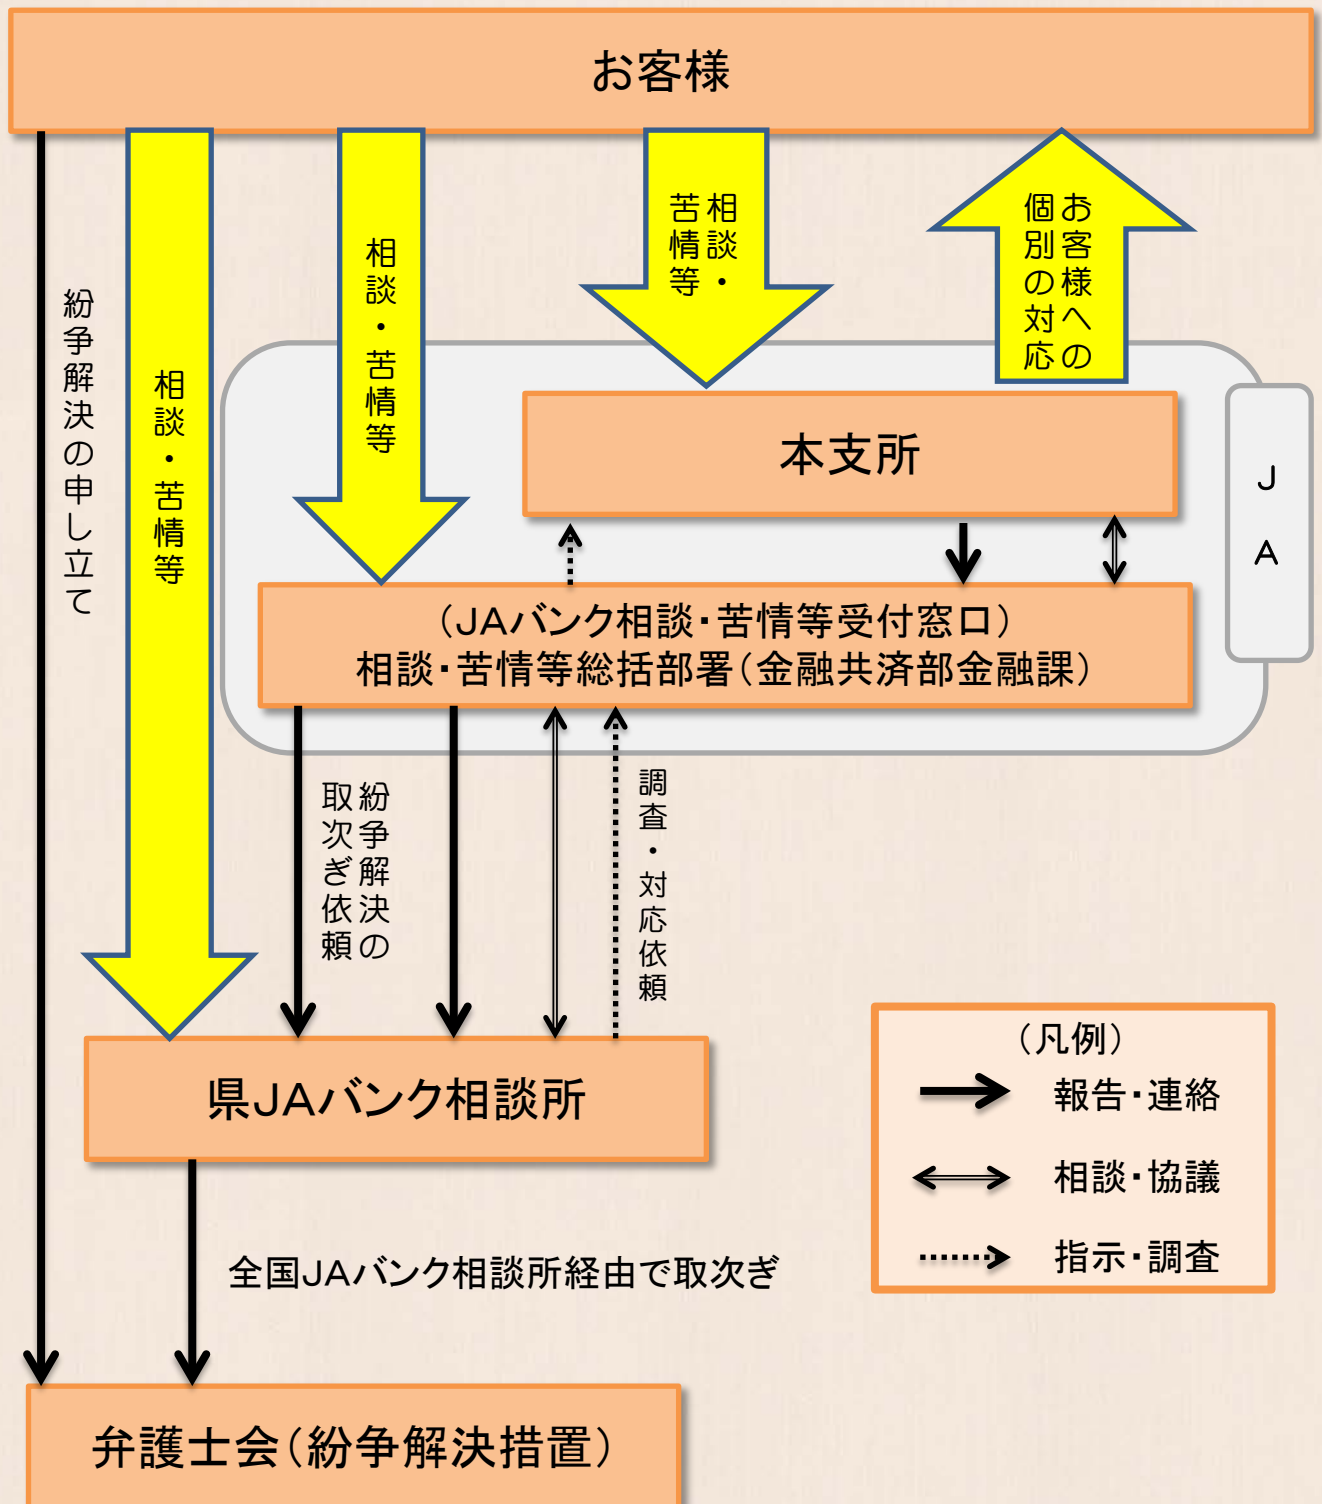 お客様
紛争解決の申し立て
相談・苦情等
相談・苦情等
相談・
苦情等
お客様への
個別の対応
本支所
JA
(JAバンク相談・苦情等受付窓口)
相談・苦情等総括部署(金融共済部金融課)
紛争解決の
取次ぎ依頼
調査・対応依頼
県JAバンク相談所
(凡例)
報告・連絡
相談・協議
指示・調査
全国JAバンク相談所経由で取次ぎ
弁護士会(紛争解決措置)